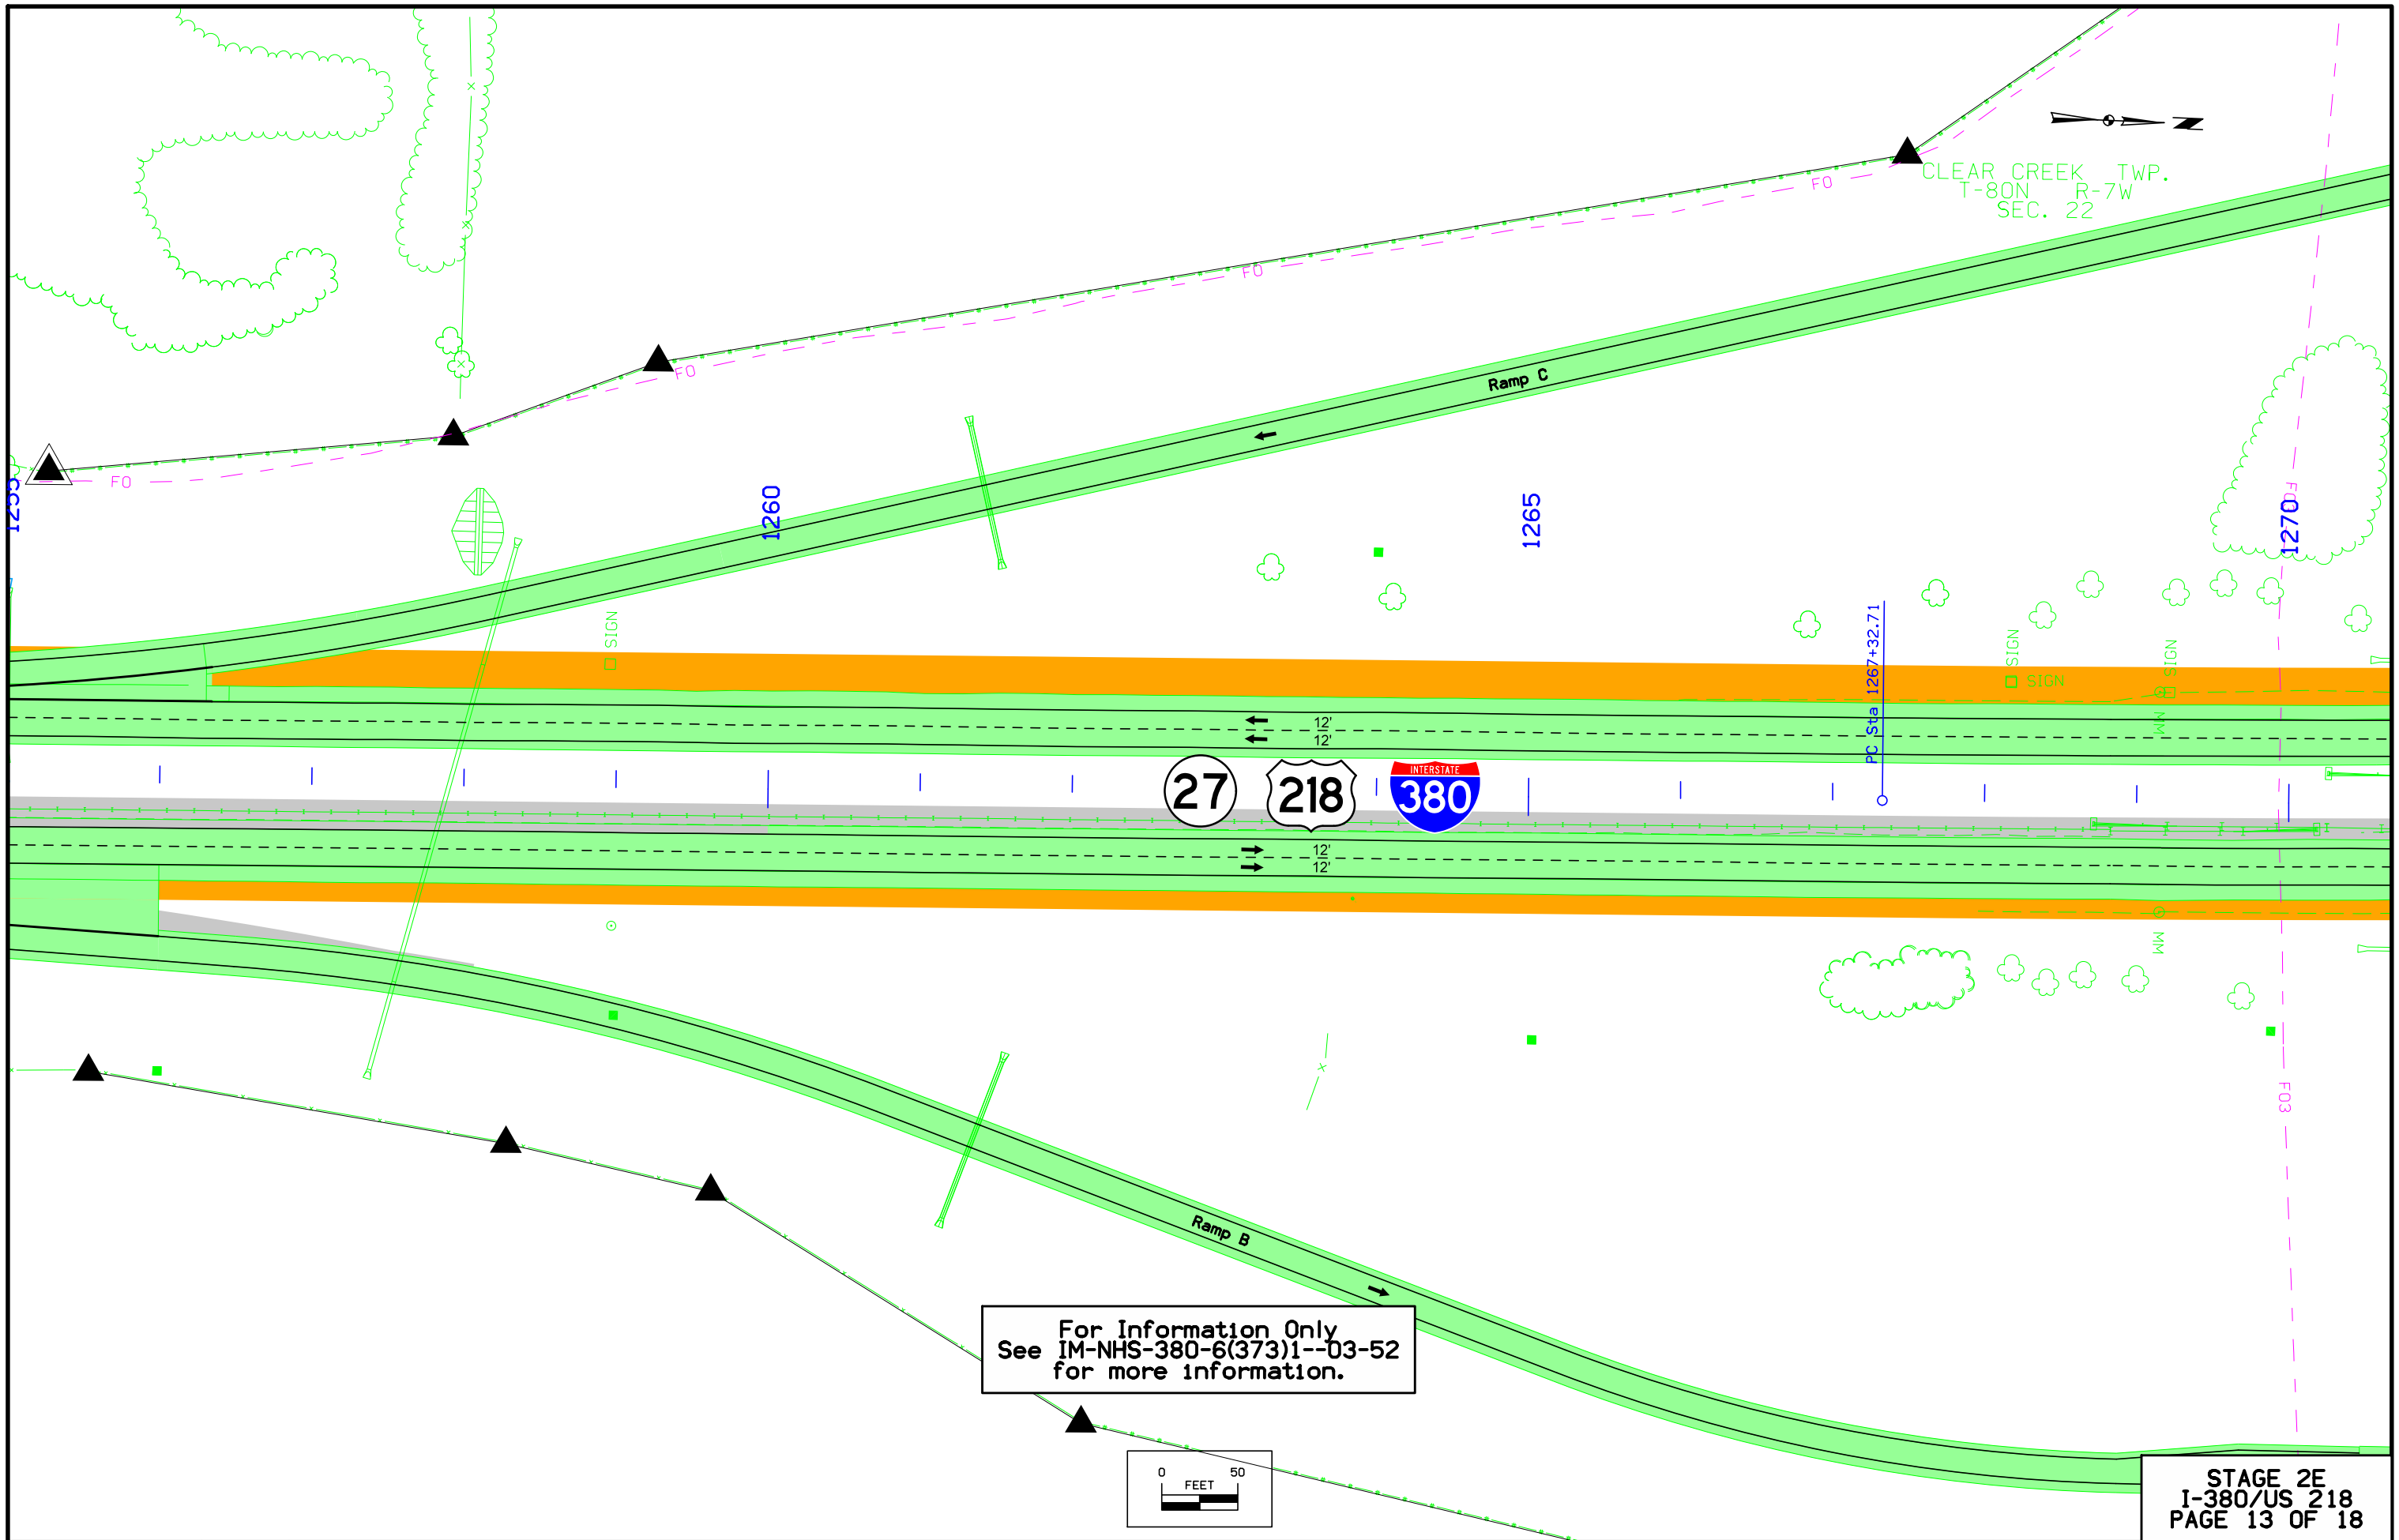 N
CLEAR CREEK TWP.
T-80N R-7W
SEC. 22
FO
FO
FO
FO
Ramp C
1260
1265
1270
SIGN
SIGN
SIGN
SIGN
PC Sta 1267+32.71
MM
12'
12'
27
218
INTERSTATE
380
12'
12'
MM
FO3
Ramp B
For Information Only
See IM-NHS-380-6(373)1--03-52
for more information.
0 50
FEET
STAGE 2E
I-380/US 218
PAGE 13 OF 18